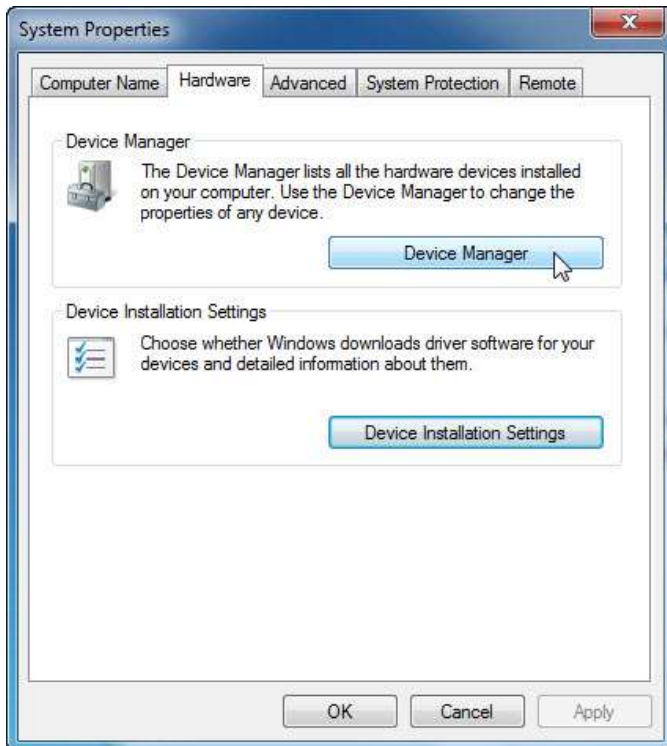 System Properties
Computer Name Hardware Advanced System Protection Remote
Device Manager
The Device Manager lists all the hardware devices installed
on your computer. Use the Device Manager to change the
properties of any device.
Device Manager
Device Installation Settings
Choose whether Windows downloads driver software for your
devices and detailed information about them.
Device Installation Settings
OK Cancel Apply